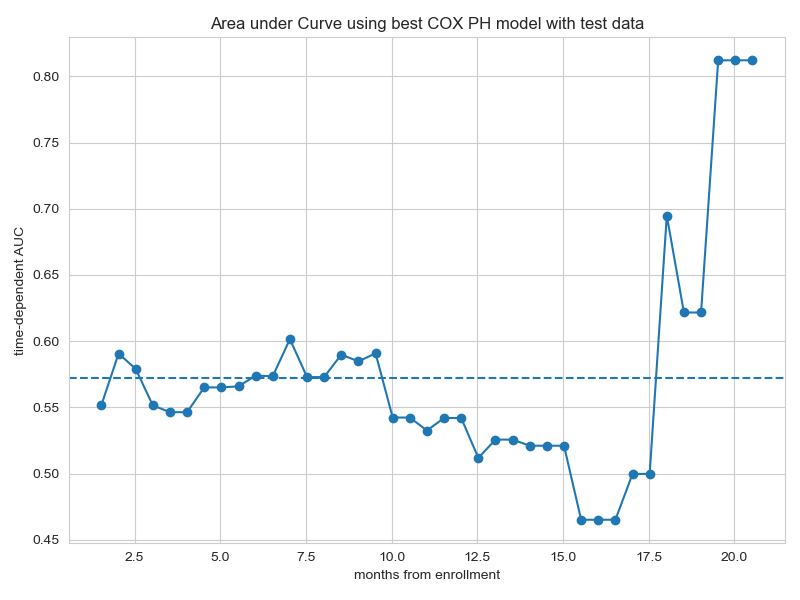 Area under Curve using best COX PH model with test data
time-dependent AUC
0.80
0.75
0.70
0.65
0.60
0.55
0.50
0.45
2.5 5.0 7.5 10.0 12.5 15.0 17.5 20.0
months from enrollment